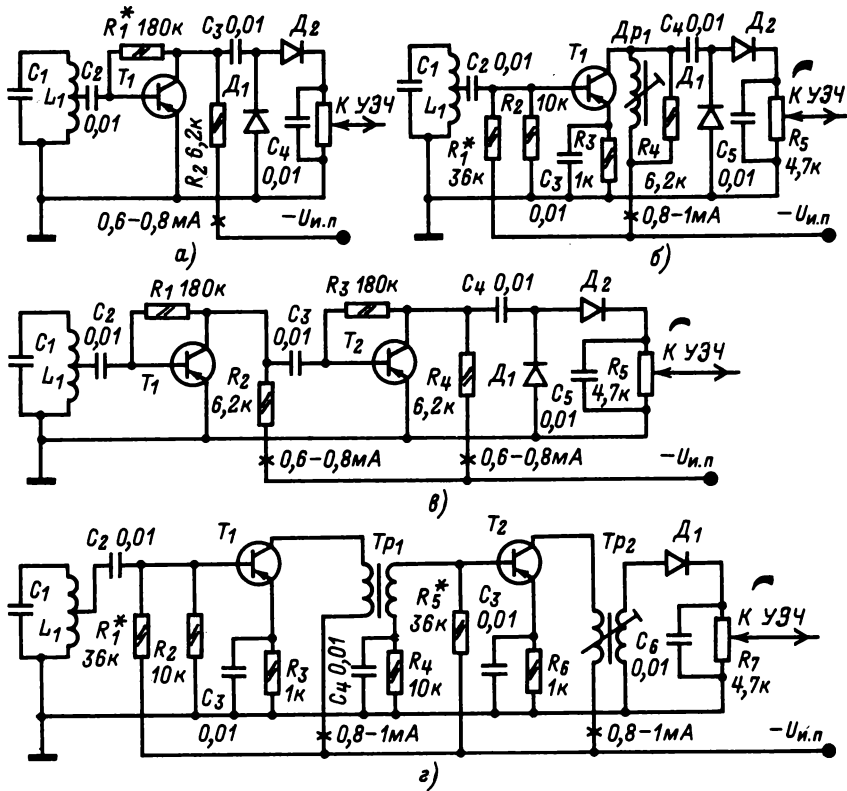 R1* 180к
C3 0,01
Д2
C1
L1
C2
0,01
T1
Д1
R2 6,2к
C4
0,01
К УЭЧ
0,6–0,8мА
–Uи.п
а)
C1
L1
C2 0,01
T1
Др1
C4 0,01
Д2
R1*
36к
R2
10к
C3
0,01
R3
1к
R4
6,2к
Д1
C5
0,01
К УЭЧ
R5
4,7к
0,8–1мА
–Uи.п
б)
R1 180к
C2
0,01
C1
L1
T1
R2
6,2к
C3
0,01
R3 180к
T2
R4
6,2к
C4 0,01
Д2
Д1
C5
0,01
R5
4,7к
К УЭЧ
0,6–0,8мА
0,6–0,8мА
–Uи.п
в)
C2 0,01
C1
L1
R1*
36к
R2
10к
T1
C3
0,01
R3
1к
Тр1
C4 0,01
R4
10к
R5*
36к
T2
C3
0,01
R6
1к
Тр2
Д1
C6
0,01
К УЭЧ
R7
4,7к
0,8–1мА
0,8–1мА
–Uи.п
г)